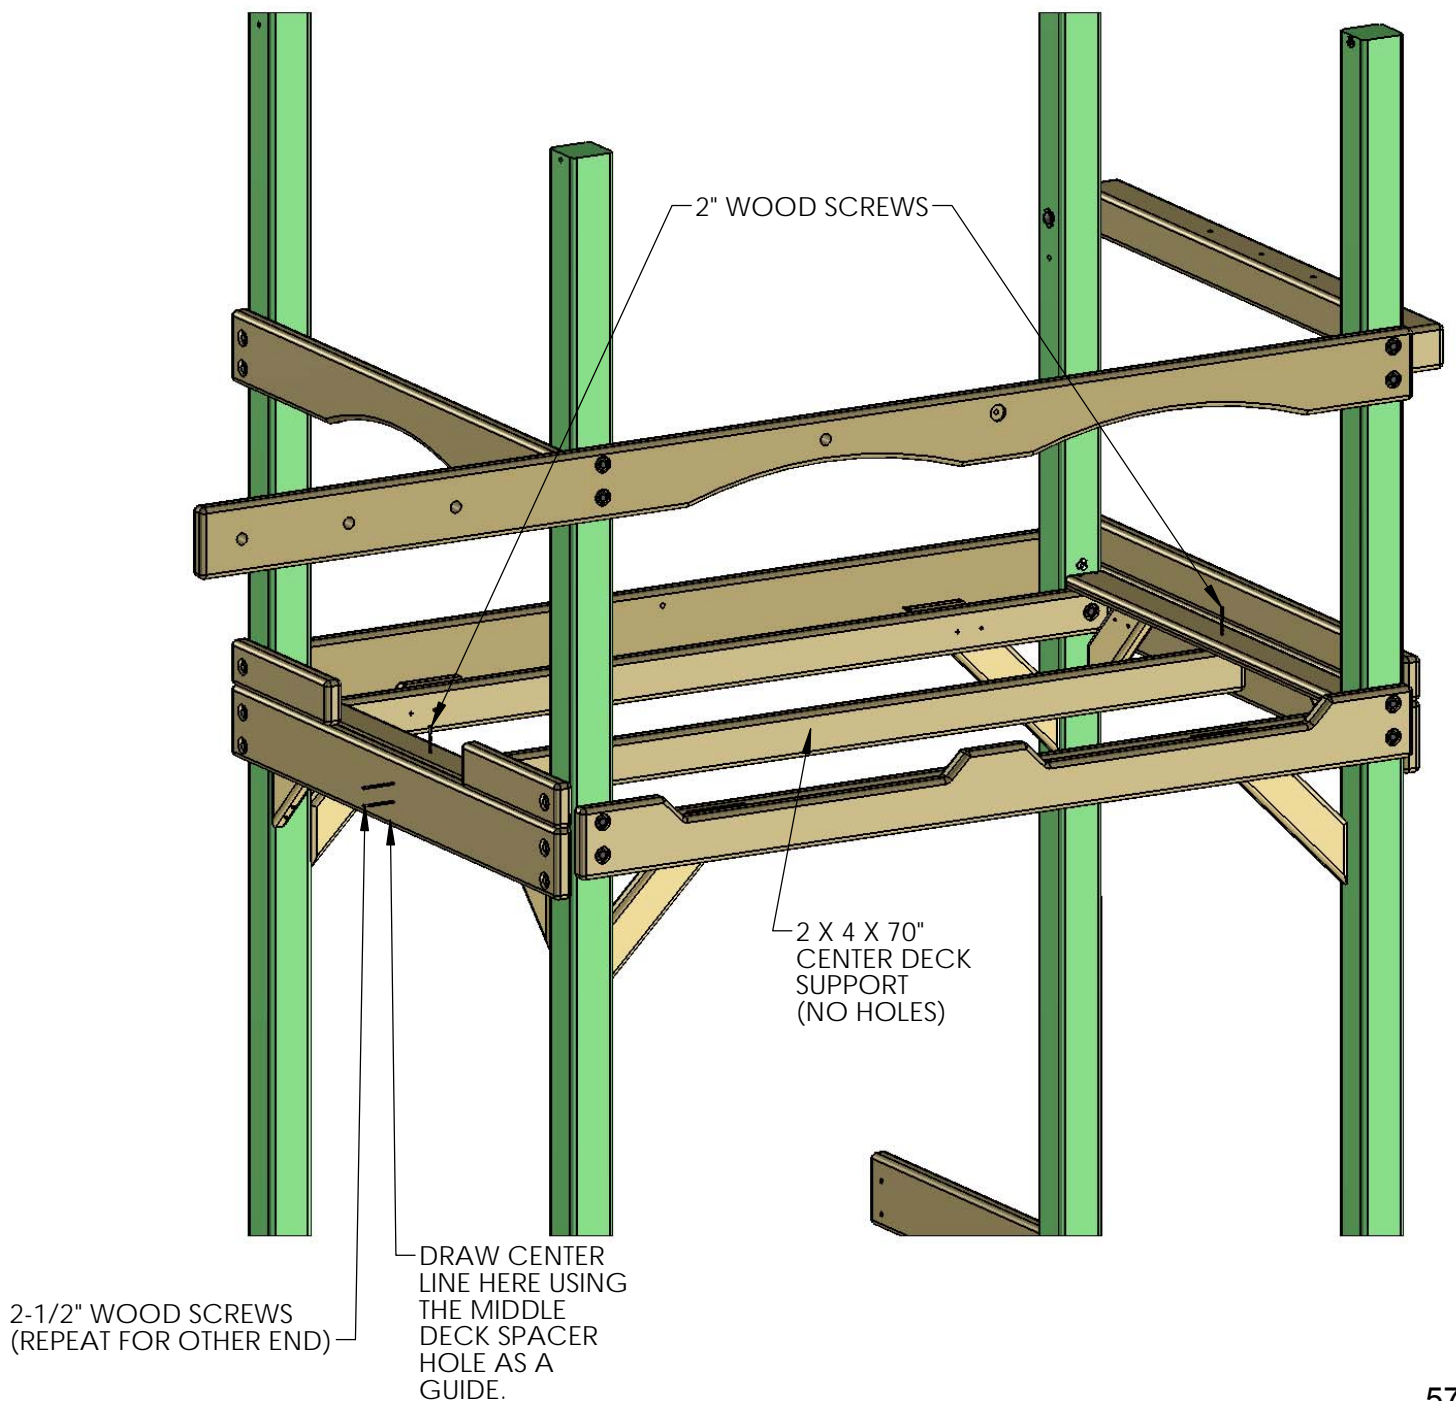 2" WOOD SCREWS
2 X 4 X 70"
CENTER DECK
SUPPORT
(NO HOLES)
DRAW CENTER
LINE HERE USING
THE MIDDLE
DECK SPACER
HOLE AS A
GUIDE.
2-1/2" WOOD SCREWS
(REPEAT FOR OTHER END)
57